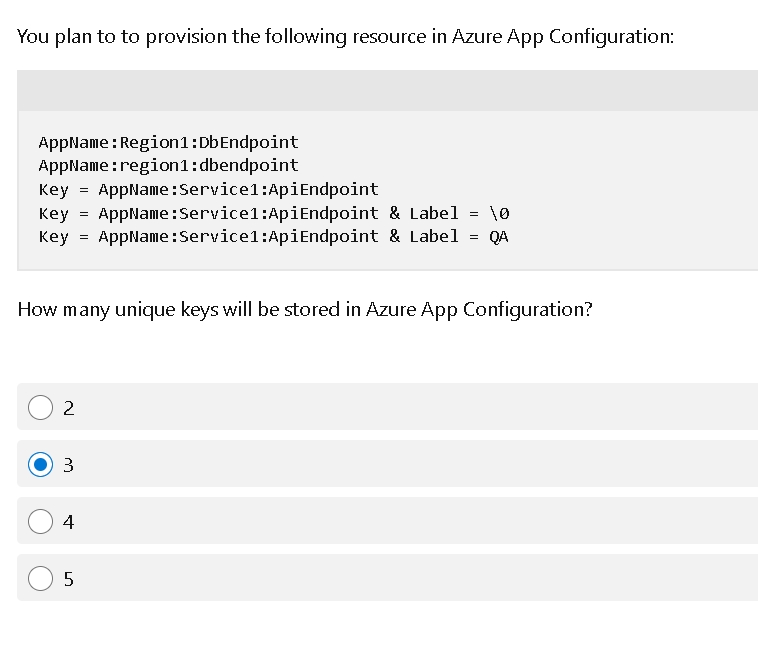 You plan to to provision the following resource in Azure App Configuration:
AppName:Region1:DbEndpoint
AppName:region1:dbendpoint
Key = AppName:Service1:ApiEndpoint
Key = AppName:Service1:ApiEndpoint & Label = \0
Key = AppName:Service1:ApiEndpoint & Label = QA
How many unique keys will be stored in Azure App Configuration?
2
3
4
5